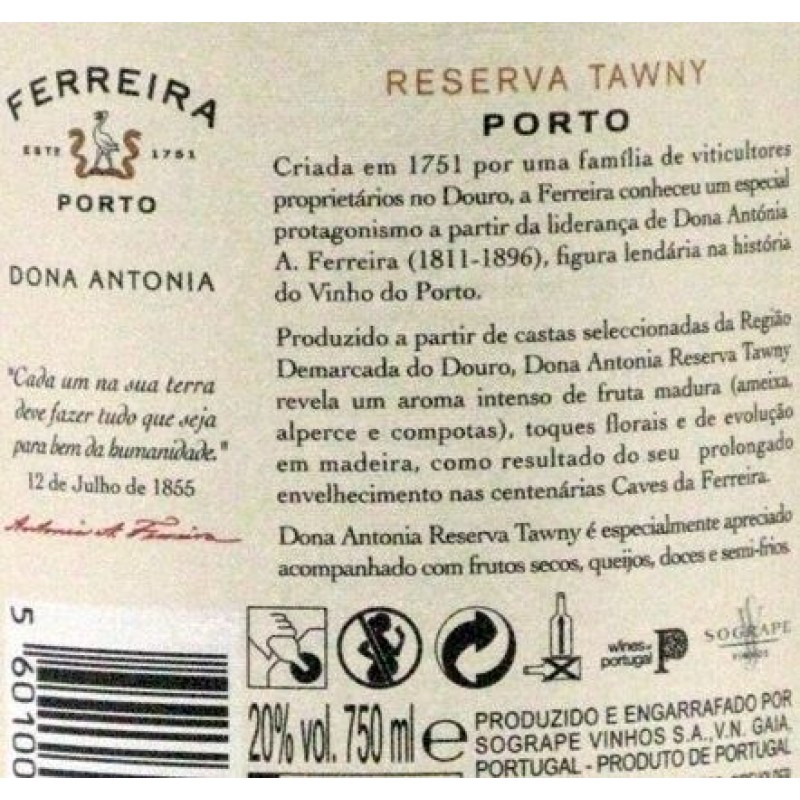 FERREIRA
ESTE 1751
PORTO
DONA ANTONIA
"Cada um na sua terra
deve fazer tudo que seja
para bem da humanidade."
12 de Julho de 1855
Antonia A. Ferreira
RESERVA TAWNY
PORTO
Criada em 1751 por uma família de viticultores
proprietários no Douro, a Ferreira conheceu um especial
protagonismo a partir da liderança de Dona Antónia
A. Ferreira (1811-1896), figura lendária na história
do Vinho do Porto.
Produzido a partir de castas seleccionadas da Região
Demarcada do Douro, Dona Antonia Reserva Tawny
revela um aroma intenso de fruta madura (ameixa,
alperce e compotas), toques florais e de evolução
em madeira, como resultado do seu prolongado
envelhecimento nas centenárias Caves da Ferreira.
Dona Antonia Reserva Tawny é especialmente apreciado
acompanhado com frutos secos, queijos, doces e semi-frios.
wines of
portugal
SOGRAPE
VINHOS
5 60100
20% vol. 750 ml e
PRODUZIDO E ENGARRAFADO POR
SOGRAPE VINHOS S.A., V.N. GAIA,
PORTUGAL - PRODUTO DE PORTUGAL